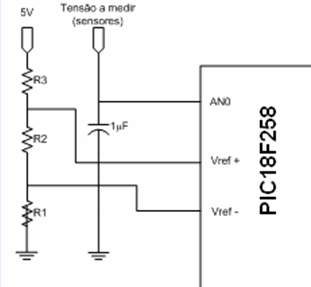 5V
Tensão a medir
(sensores)
R3
AN0
1µF
R2
Vref +
PIC18F258
R1
Vref -